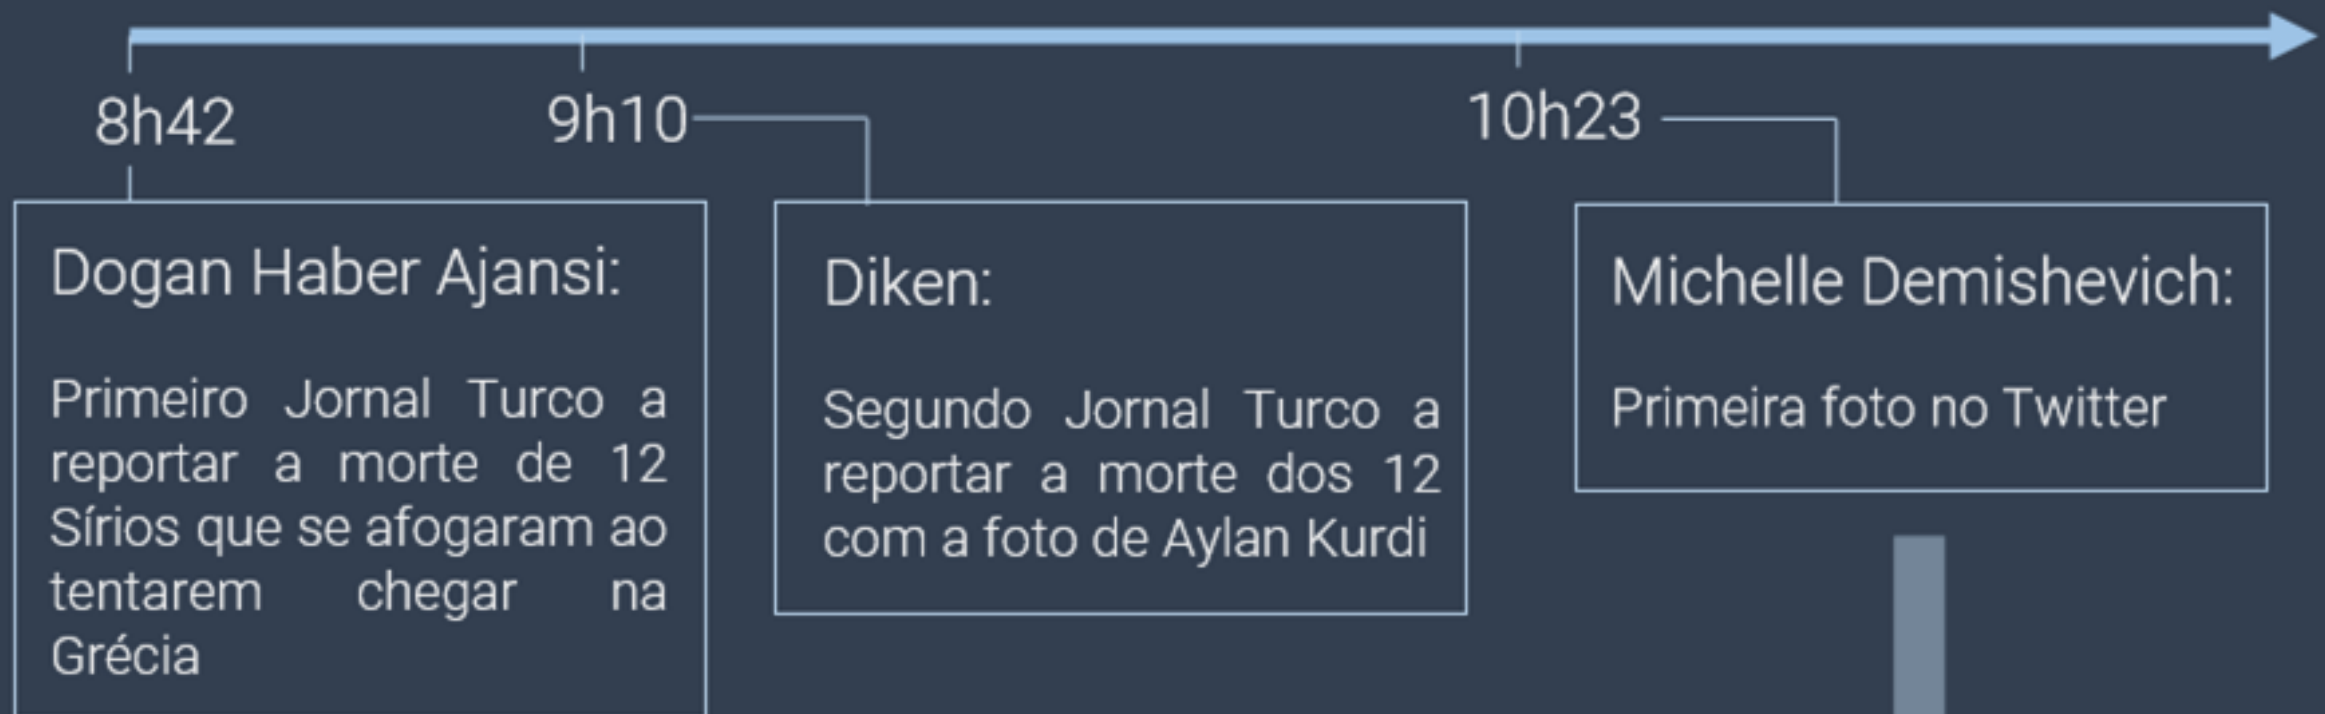 8h42
9h10
10h23
Dogan Haber Ajansi:
Primeiro Jornal Turco a
reportar a morte de 12
Sírios que se afogaram ao
tentarem chegar na
Grécia
Diken:
Segundo Jornal Turco a
reportar a morte dos 12
com a foto de Aylan Kurdi
Michelle Demishevich:
Primeira foto no Twitter